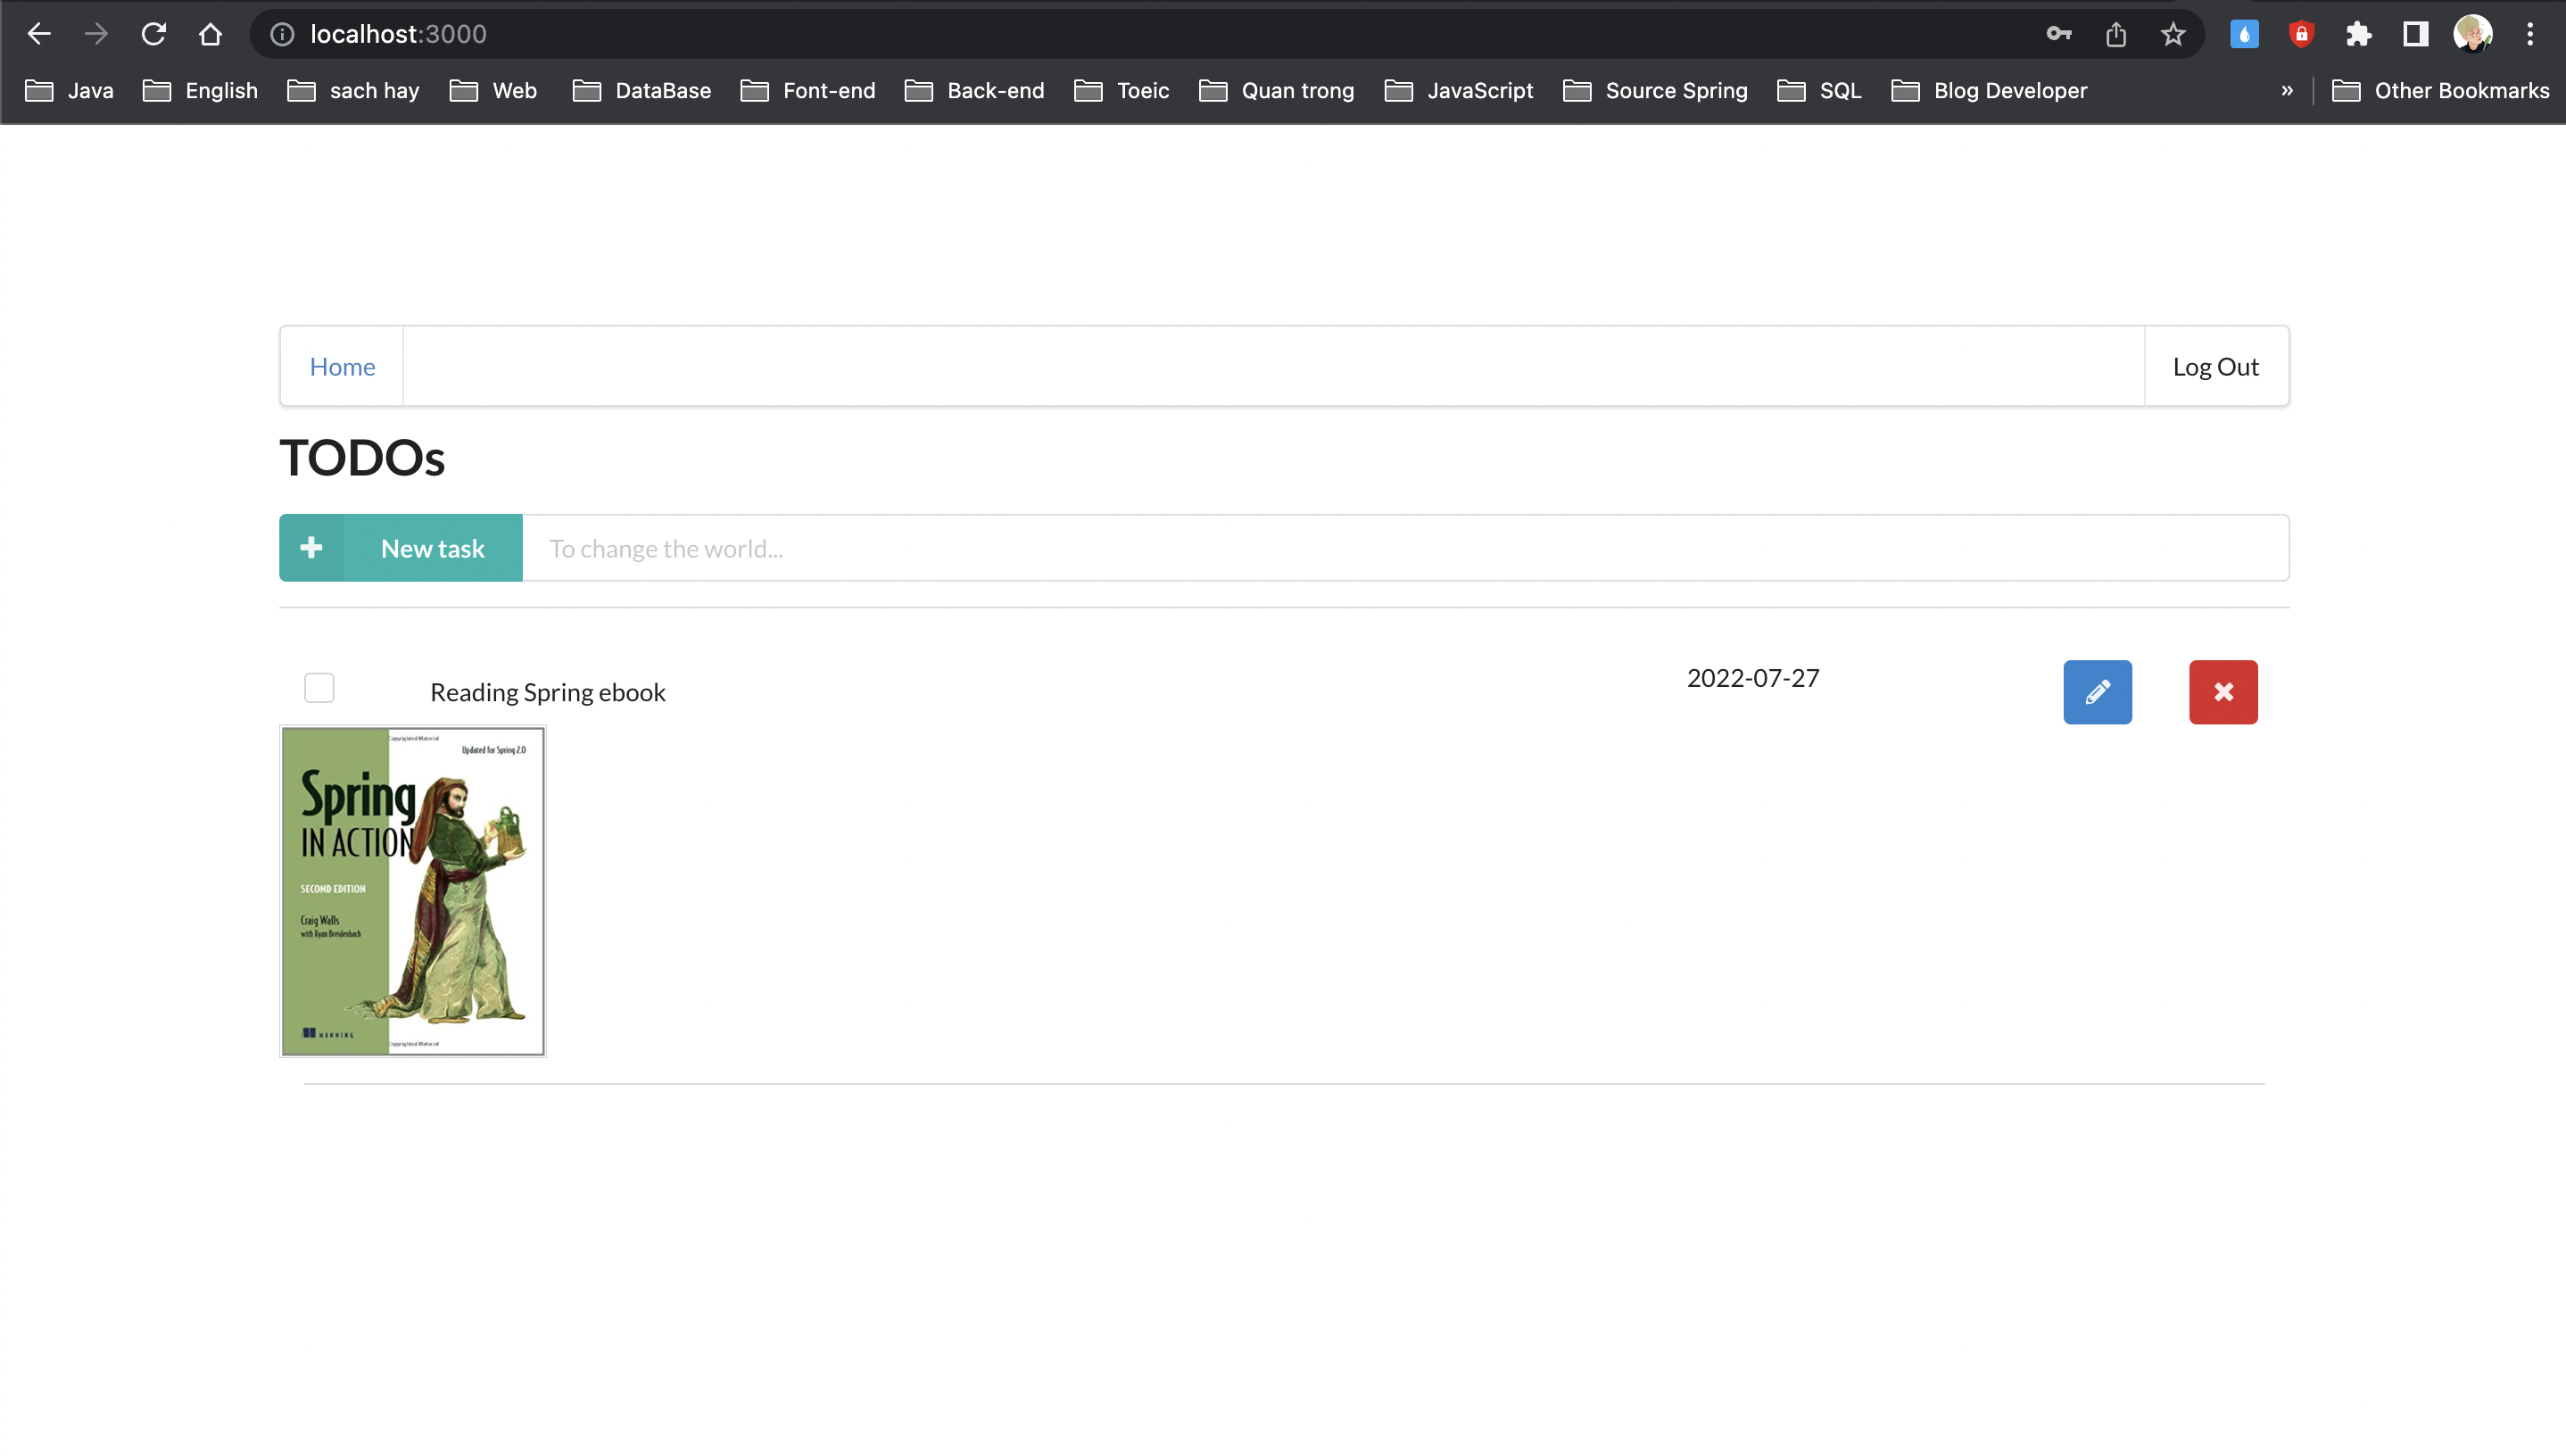 localhost:3000
Java English sach hay Web DataBase Font-end Back-end Toeic Quan trong JavaScript Source Spring SQL Blog Developer » Other Bookmarks
Home Log Out
TODOs
New task To change the world...
Reading Spring ebook 2022-07-27
Copyrighted Material
Updated for Spring 2.0
Spring
IN ACTION
SECOND EDITION
Craig Walls
with Ryan Breidenbach
MANNING
Copyrighted Material